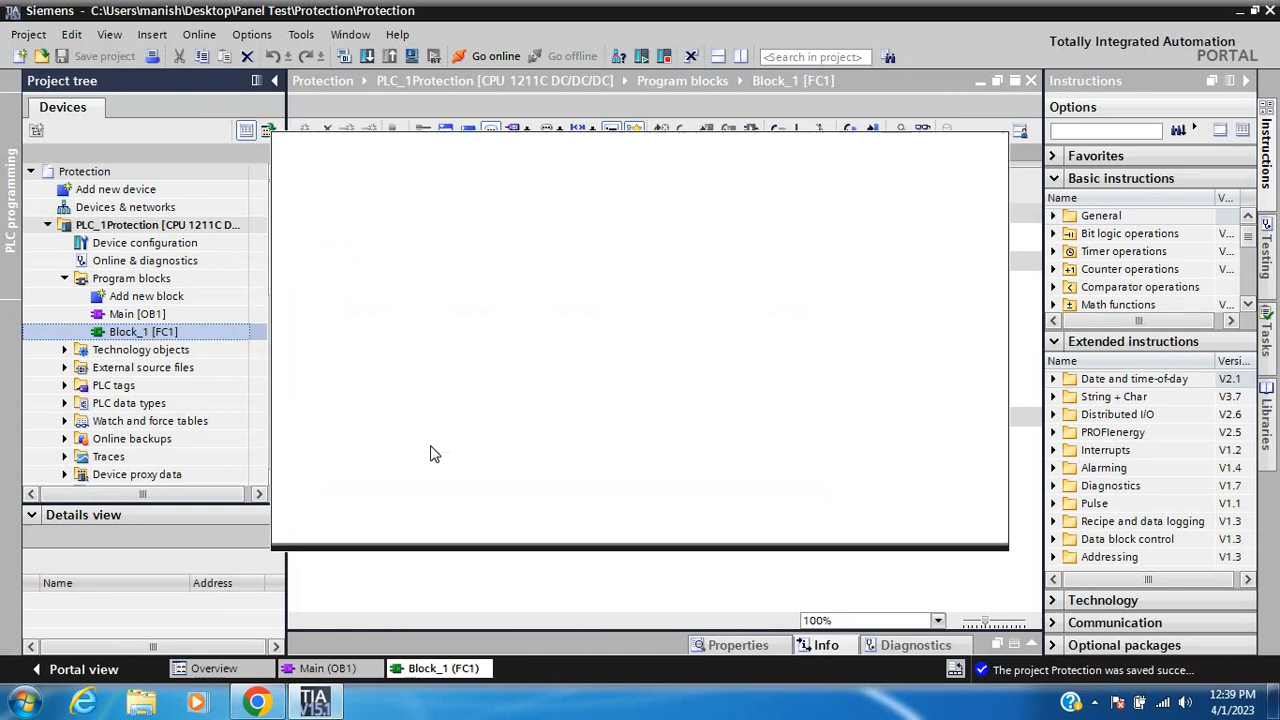 Siemens - C:\Users\manish\Desktop\Panel Test\Protection\Protection
Project Edit View Insert Online Options Tools Window Help
Totally Integrated Automation
PORTAL
Save project Go online Go offline <Search in project>
Project tree
Protection PLC_1Protection [CPU 1211C DC/DC/DC] Program blocks Block_1 [FC1]
Instructions
Devices
Options
PLC programming
Protection
Add new device
Devices & networks
PLC_1Protection [CPU 1211C D...
Device configuration
Online & diagnostics
Program blocks
Add new block
Main [OB1]
Block_1 [FC1]
Technology objects
External source files
PLC tags
PLC data types
Watch and force tables
Online backups
Traces
Device proxy data
Details view
Name Address
Favorites
Basic instructions
Name V...
General
Bit logic operations V...
Timer operations V...
Counter operations V...
Comparator operations V...
Math functions V...
Extended instructions
Name Versi...
Date and time-of-day V2.1
String + Char V3.7
Distributed I/O V2.6
PROFIenergy V2.5
Interrupts V1.2
Alarming V1.4
Diagnostics V1.7
Pulse V1.1
Recipe and data logging V1.3
Data block control V1.3
Addressing V1.3
Technology
Communication
Optional packages
Instructions
Testing
Tasks
Libraries
100%
Properties Info Diagnostics
Portal view Overview Main (OB1) Block_1 (FC1) The project Protection was saved succe...
TIA V15.1
12:39 PM
4/1/2023